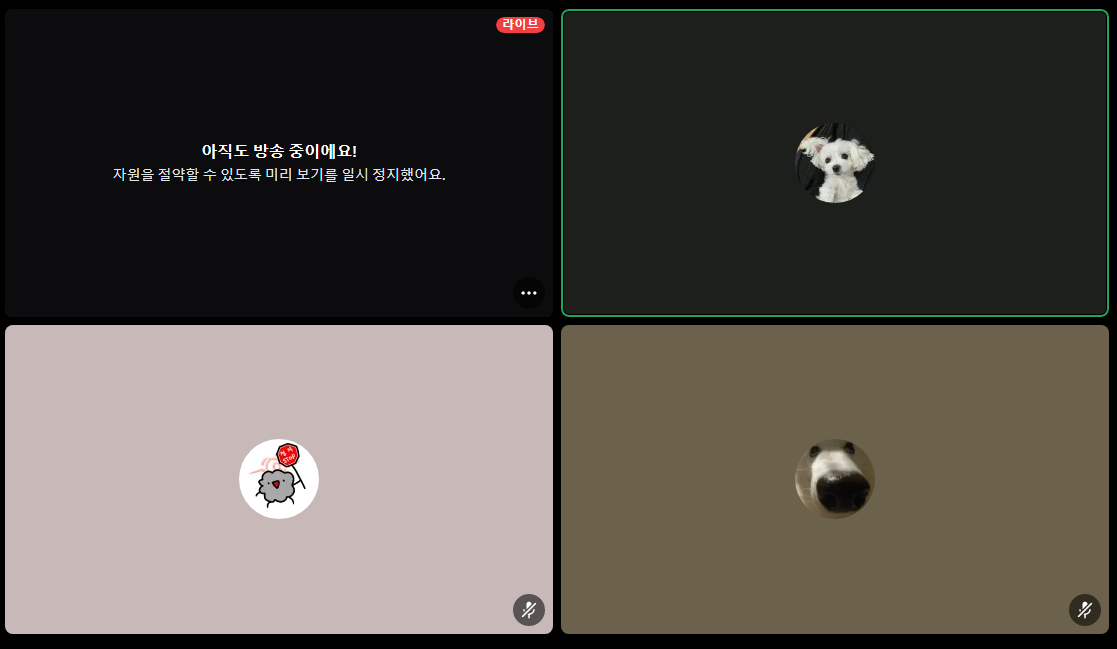 라이브
아직도 방송 중이에요!
자원을 절약할 수 있도록 미리 보기를 일시 정지했어요.
STOP